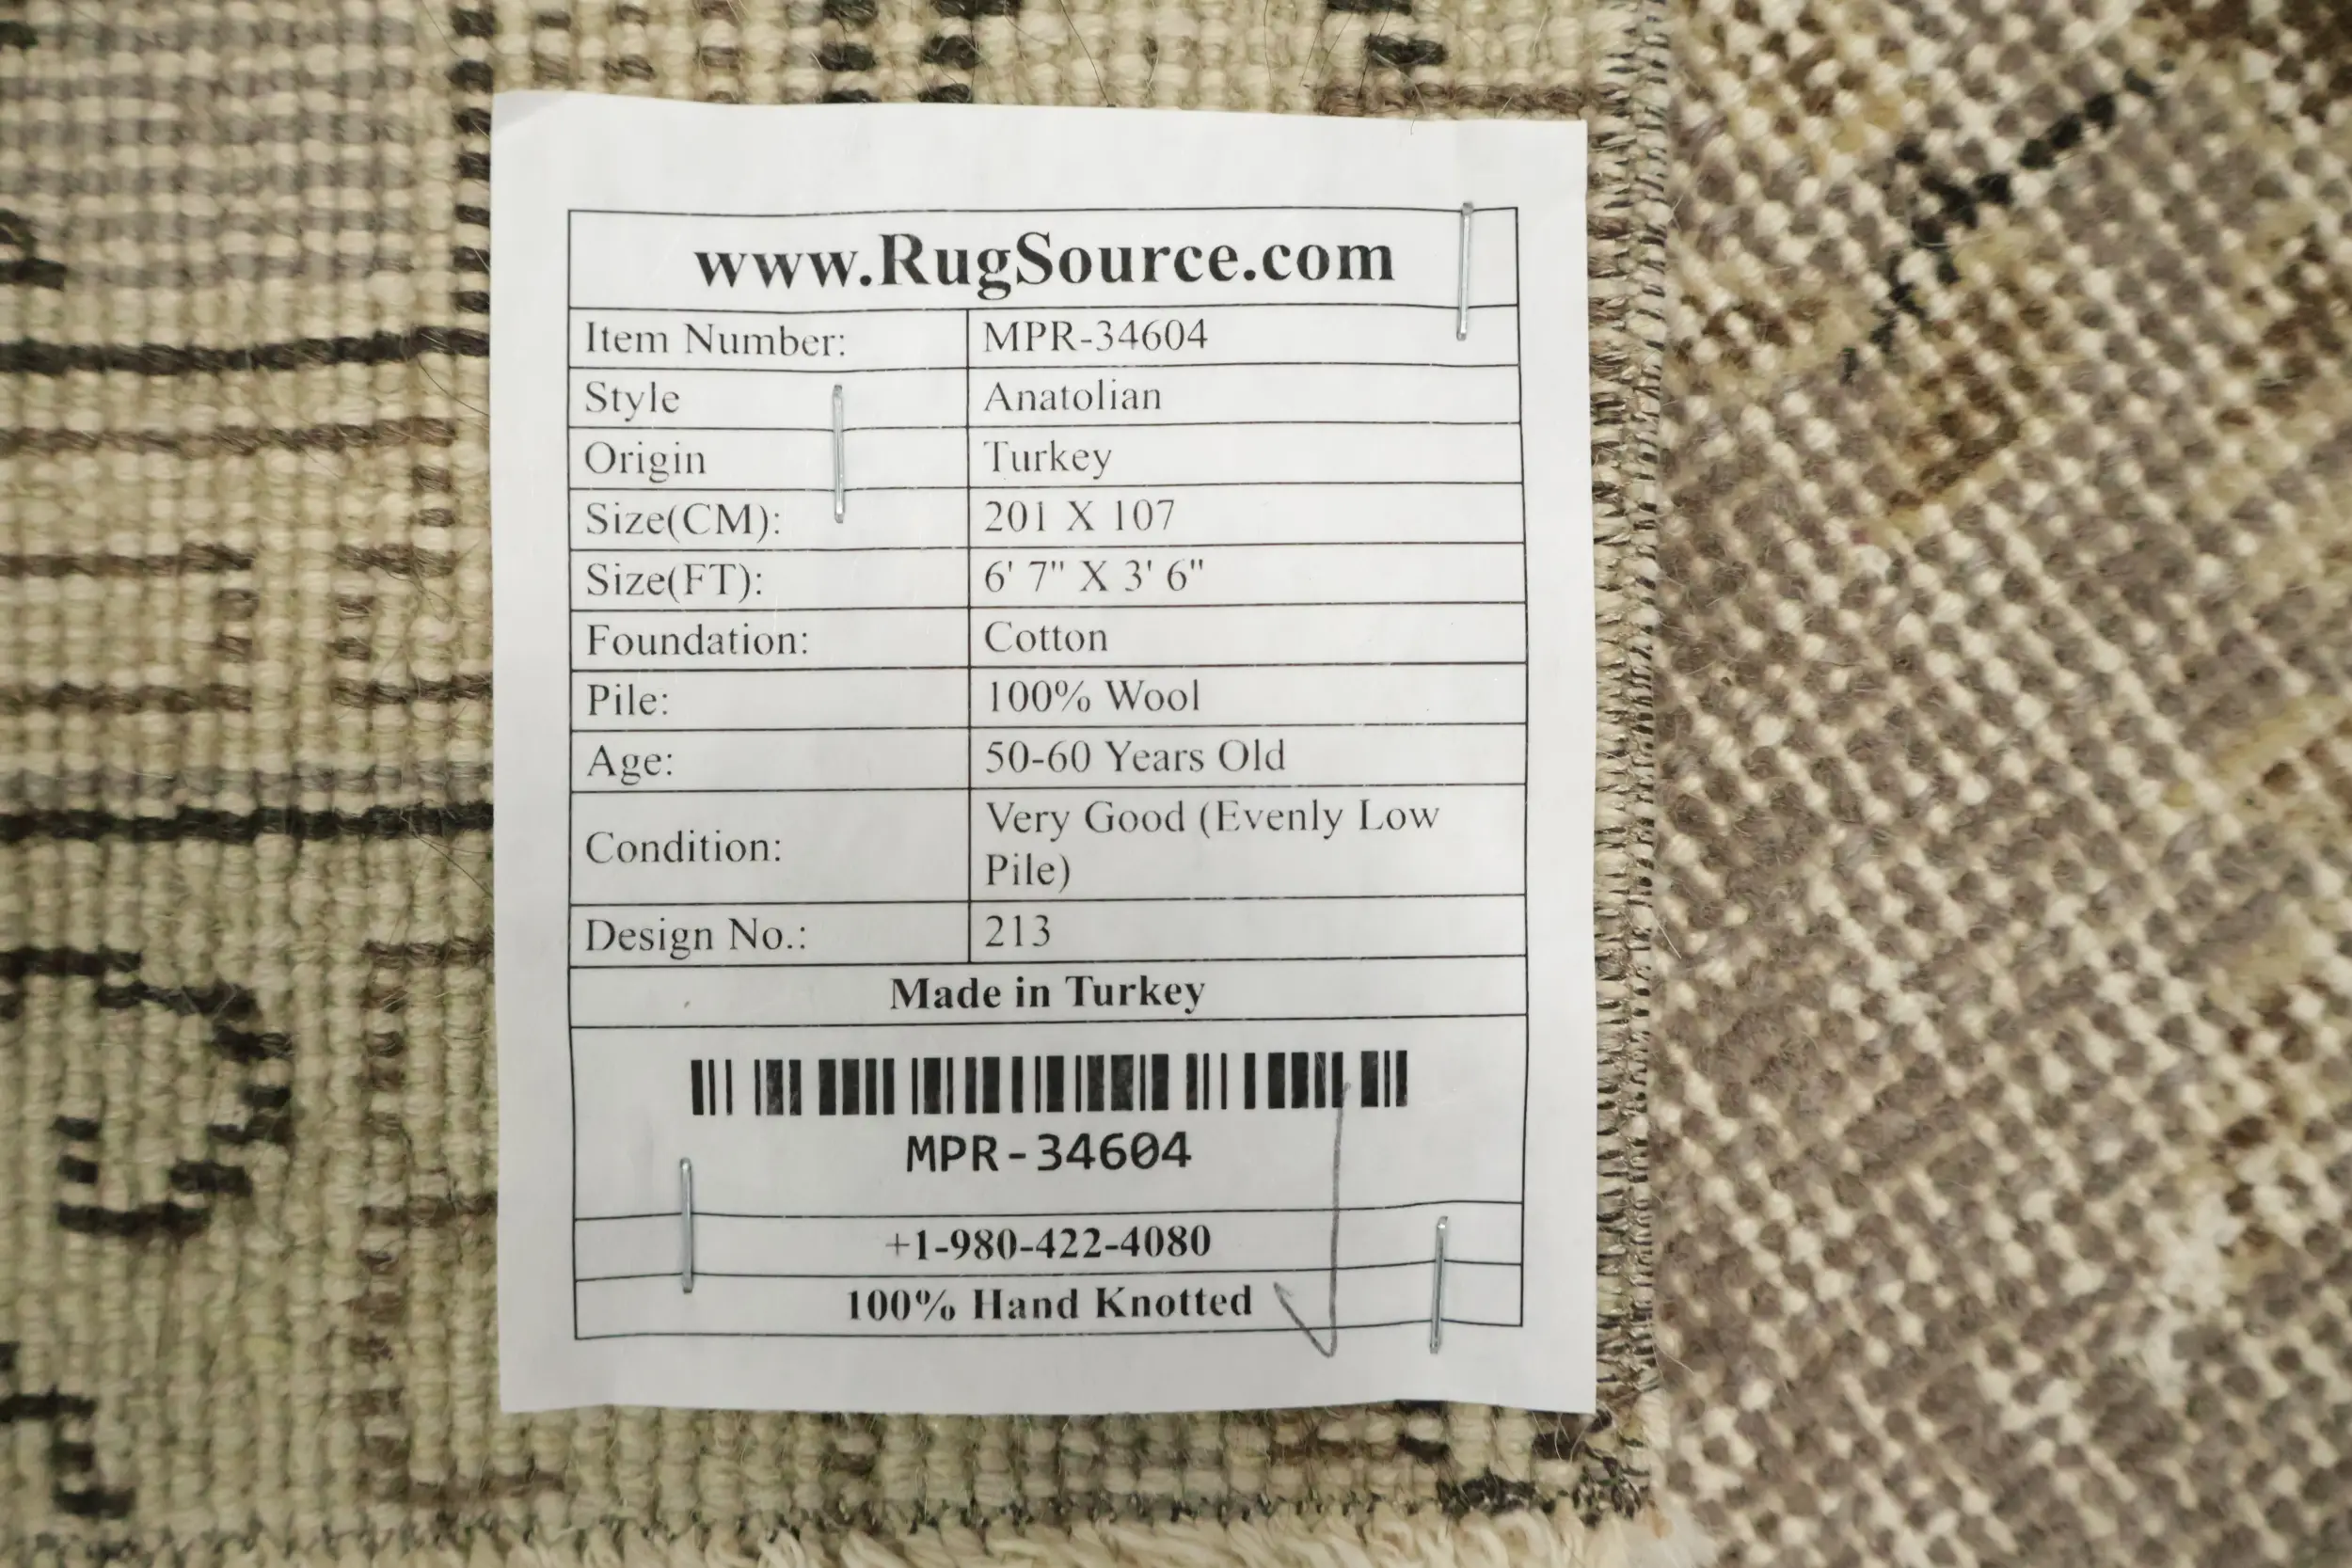 www.RugSource.com
Item Number: MPR-34604
Style Anatolian
Origin Turkey
Size(CM): 201 X 107
Size(FT): 6' 7" X 3' 6"
Foundation: Cotton
Pile: 100% Wool
Age: 50-60 Years Old
Condition: Very Good (Evenly Low
Pile)
Design No.: 213
Made in Turkey
MPR-34604
+1-980-422-4080
100% Hand Knotted